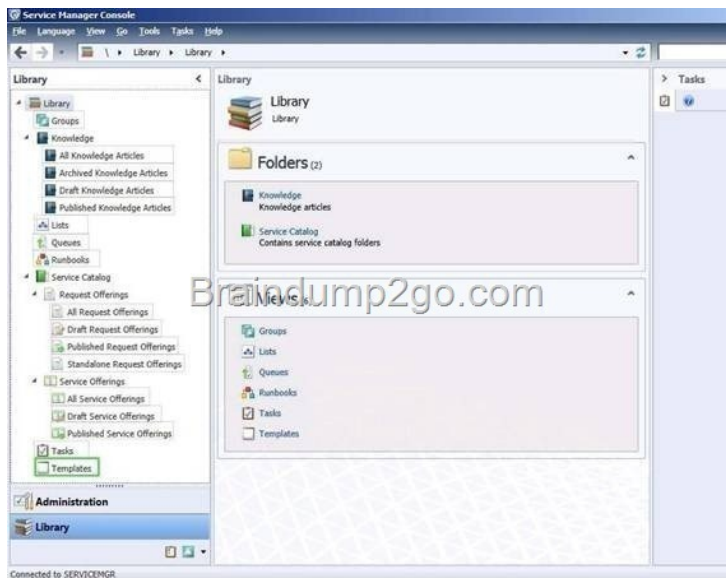 Service Manager Console
File Language View Go Tools Tasks Help
\ Library Library
Library
Library
Groups
Knowledge
All Knowledge Articles
Archived Knowledge Articles
Draft Knowledge Articles
Published Knowledge Articles
Lists
Queues
Runbooks
Service Catalog
Request Offerings
All Request Offerings
Draft Request Offerings
Published Request Offerings
Standalone Request Offerings
Service Offerings
All Service Offerings
Draft Service Offerings
Published Service Offerings
Tasks
Templates
Administration
Library
Connected to SERVICEMGR
Library
Library
Library
Folders (2)
Knowledge
Knowledge articles
Service Catalog
Contains service catalog folders
Braindump2go.com
Views
Groups
Lists
Queues
Runbooks
Tasks
Templates
Tasks